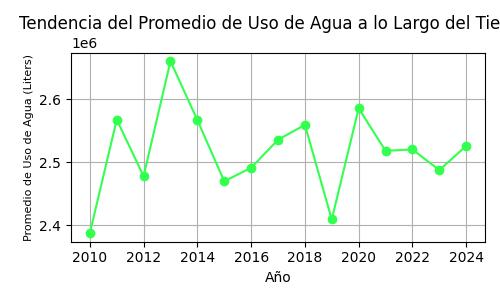 Tendencia del Promedio de Uso de Agua a lo Largo del Tie
1e6
Promedio de Uso de Agua (Liters)
2.6
2.5
2.4
2010 2012 2014 2016 2018 2020 2022 2024
Año